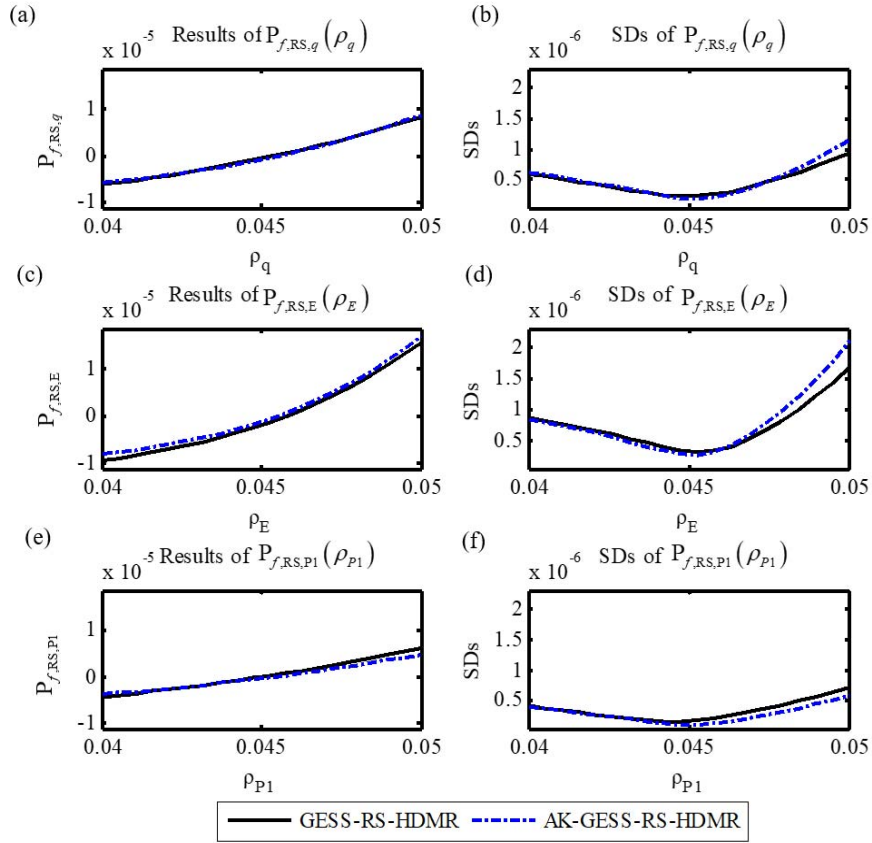 (a)
x 10^-5 Results of P_f,RS,q(ρ_q)
P_f,RS,q
1
0
-1
0.04 0.045 0.05
ρ_q
(b)
x 10^-6 SDs of P_f,RS,q(ρ_q)
SDs
2
1.5
1
0.5
0.04 0.045 0.05
ρ_q
(c)
x 10^-5 Results of P_f,RS,E(ρ_E)
P_f,RS,E
1
0
-1
0.04 0.045 0.05
ρ_E
(d)
x 10^-6 SDs of P_f,RS,E(ρ_E)
SDs
2
1.5
1
0.5
0.04 0.045 0.05
ρ_E
(e)
x 10^-5 Results of P_f,RS,P1(ρ_P1)
P_f,RS,P1
1
0
-1
0.04 0.045 0.05
ρ_P1
(f)
x 10^-6 SDs of P_f,RS,P1(ρ_P1)
SDs
2
1.5
1
0.5
0.04 0.045 0.05
ρ_P1
GESS-RS-HDMR AK-GESS-RS-HDMR